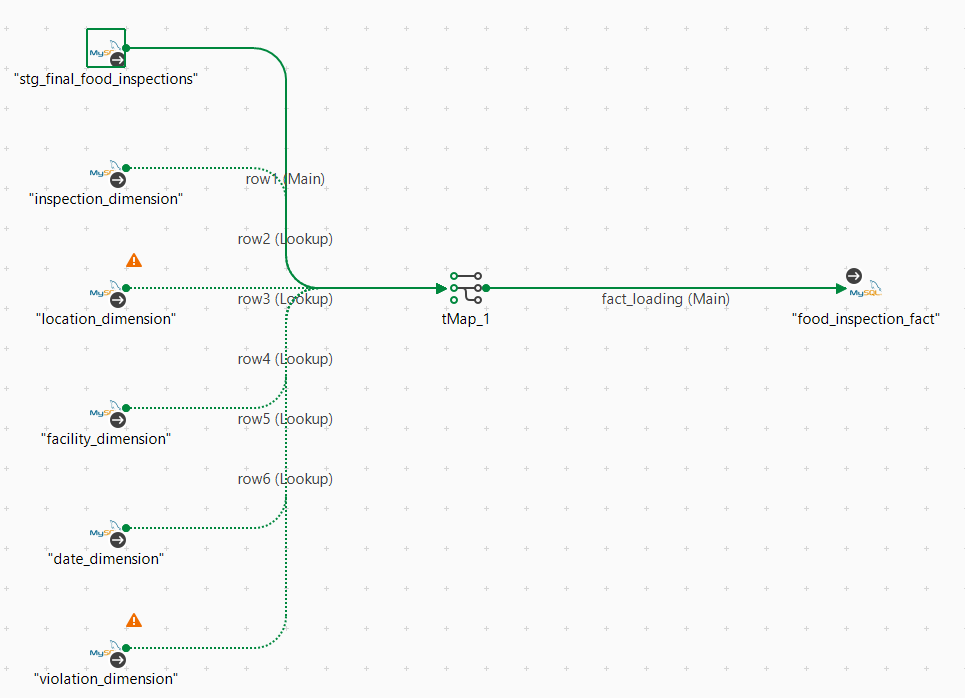 MySQL
"stg_final_food_inspections"
MySQL
row1 (Main)
"inspection_dimension"
row2 (Lookup)
MySQL
row3 (Lookup)
"location_dimension"
tMap_1
fact_loading (Main)
MySQL
"food_inspection_fact"
row4 (Lookup)
MySQL
row5 (Lookup)
"facility_dimension"
row6 (Lookup)
MySQL
"date_dimension"
MySQL
"violation_dimension"